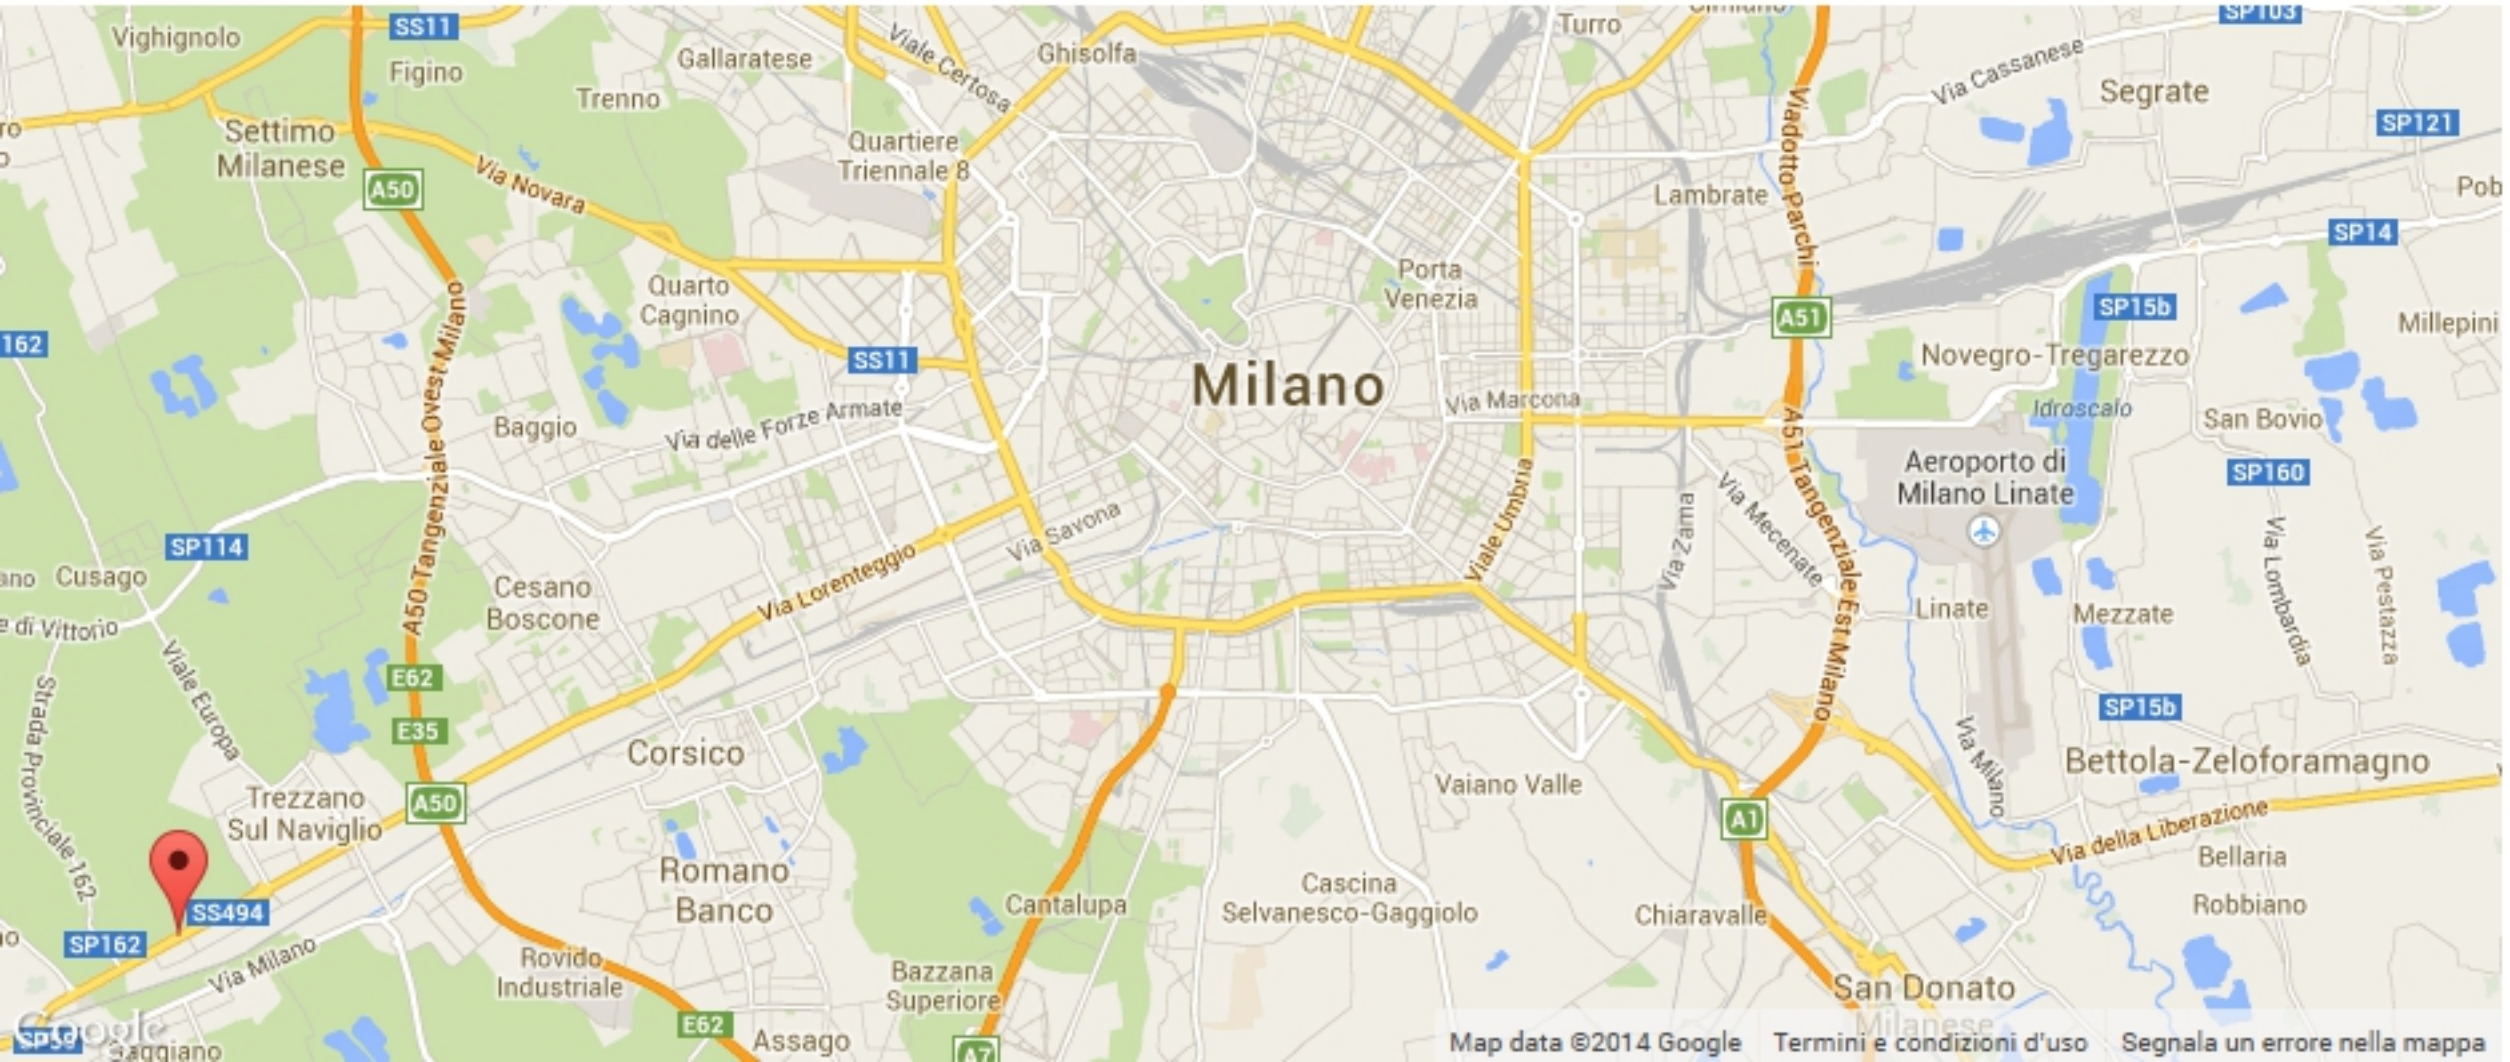 SS11
SP103
Vighignolo
Figino
Gallaratese
Viale Certosa
Ghisolfa
Turro
Via Cassanese
Segrate
Trenno
SP121
Settimo
Milanese
Quartiere
Triennale 8
A50
Via Novara
Lambrate
Viadotto Parchi
SP14
Quarto
Cagnino
Porta
Venezia
A51
SP15b
Millepini
162
SS11
Milano
Novegro-Tregarezzo
A50 Tangenziale Ovest Milano
Baggio
Via delle Forze Armate
Via Marcona
Idroscalo
San Bovio
Aeroporto di
Milano Linate
SP160
SP114
Via Savona
Viale Umbria
Via Zama
Via Mecenate
A51 Tangenziale Est Milano
Via Lombardia
Via Pestazza
Cusago
Cesano
Boscone
Via Lorenteggio
Linate
Mezzate
e di Vittorio
Viale Europa
Strada Provinciale 162
E62
E35
SP15b
Corsico
Via Milano
Bettola-Zeloforamagno
Trezzano
Sul Naviglio
A50
Vaiano Valle
A1
Via della Liberazione
Bellaria
Romano
Banco
Cantalupa
Cascina
Selvanesco-Gaggiolo
Chiaravalle
Robbiano
SS494
SP162
Via Milano
Rovido
Industriale
Bazzana
Superiore
San Donato
Milanese
E62
Assago
A7
Google
SP59
Gaggiano
Map data ©2014 Google
Termini e condizioni d'uso
Segnala un errore nella mappa